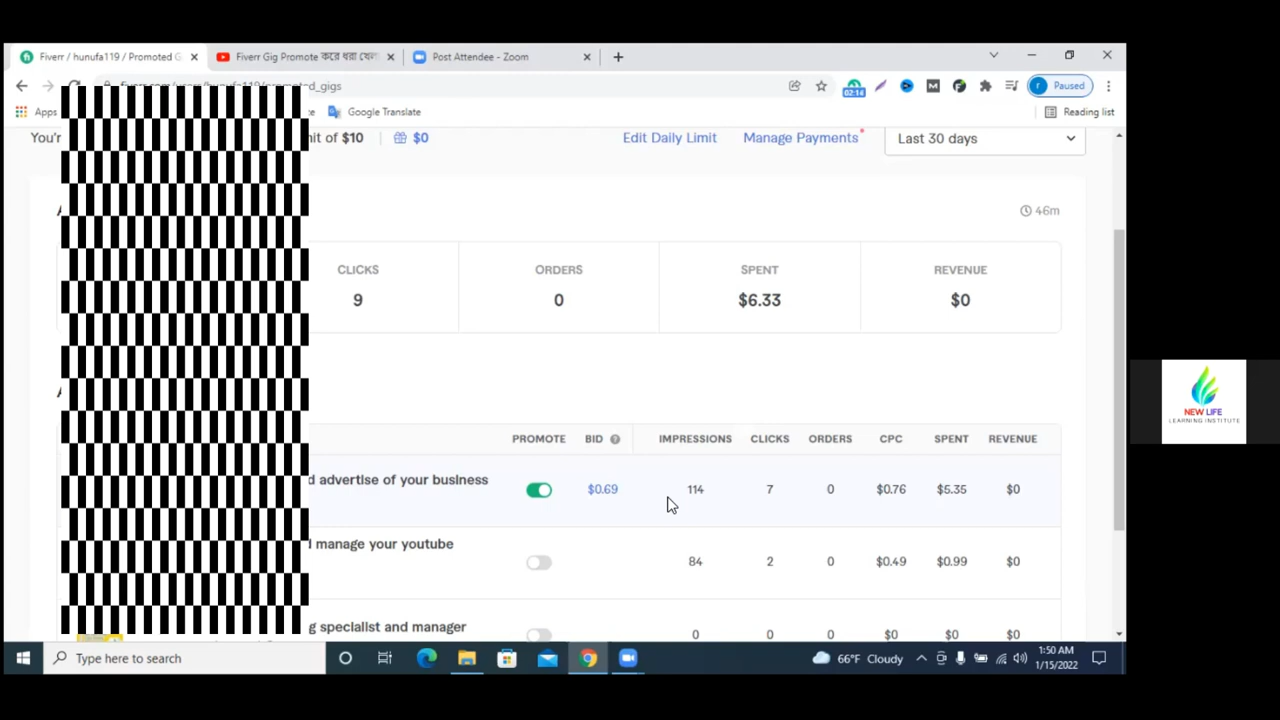 Fiverr / hunufa119 / Promoted G
Fiverr Gig Promote করে ধরা খেলা
Post Attendee - Zoom
gigs
Paused
Apps
Google Translate
Reading list
You'r
of $10
$0
Edit Daily Limit
Manage Payments
Last 30 days
46m
CLICKS
ORDERS
SPENT
REVENUE
9
0
$6.33
$0
PROMOTE
BID
IMPRESSIONS
CLICKS
ORDERS
CPC
SPENT
REVENUE
advertise of your business
$0.69
114
7
0
$0.76
$5.35
$0
manage your youtube
84
2
0
$0.49
$0.99
$0
specialist and manager
0
0
0
$0
$0
$0
Type here to search
66°F Cloudy
1:50 AM
1/15/2022
02:14
NEW LIFE
LEARNING INSTITUTE